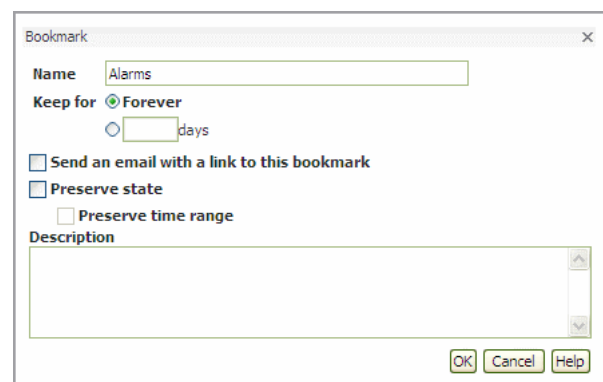 Bookmark
Name Alarms
Keep for Forever
days
Send an email with a link to this bookmark
Preserve state
Preserve time range
Description
OK Cancel Help